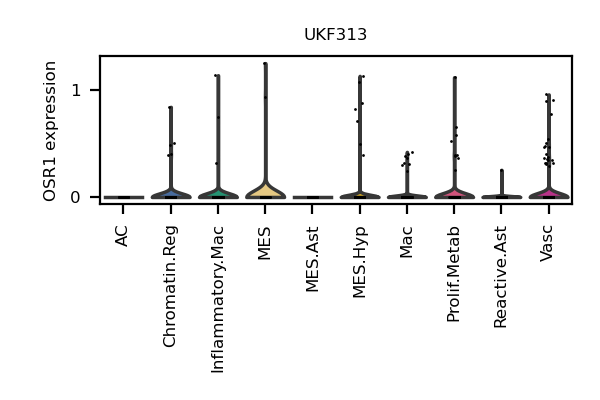 UKF313
OSR1 expression
1
0
AC
Chromatin.Reg
Inflammatory.Mac
MES
MES.Ast
MES.Hyp
Mac
Prolif.Metab
Reactive.Ast
Vasc